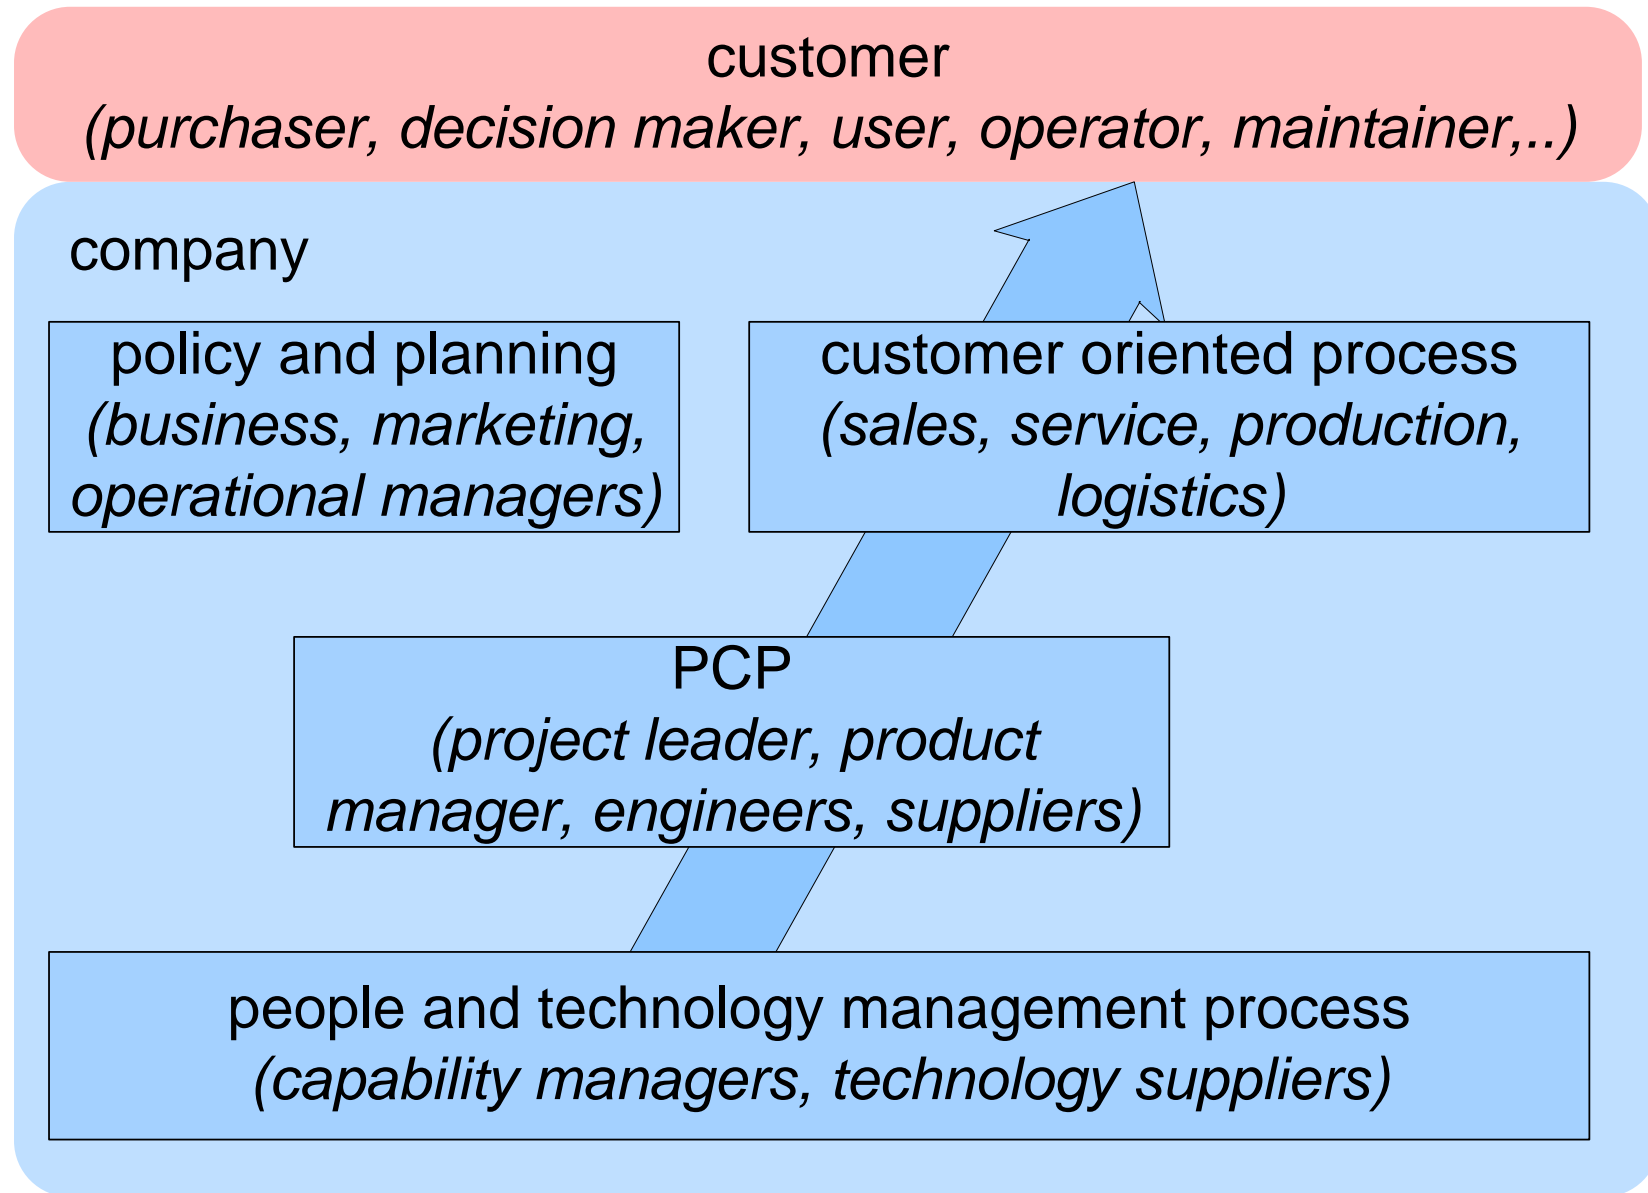 customer
(purchaser, decision maker, user, operator, maintainer,..)
company
policy and planning
(business, marketing,
operational managers)
customer oriented process
(sales, service, production,
logistics)
PCP
(project leader, product
manager, engineers, suppliers)
people and technology management process
(capability managers, technology suppliers)